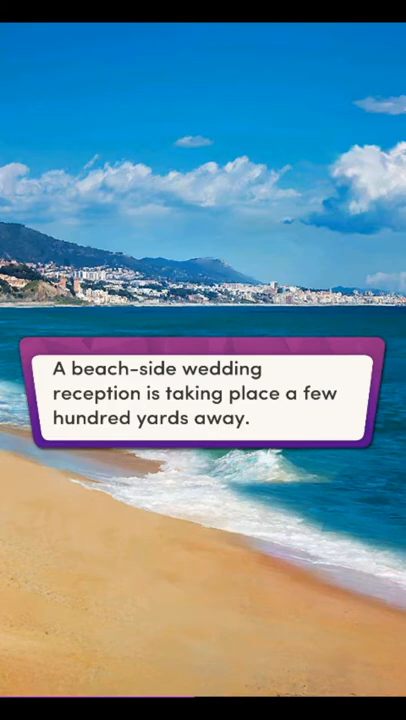 A beach-side wedding
reception is taking place a few
hundred yards away.